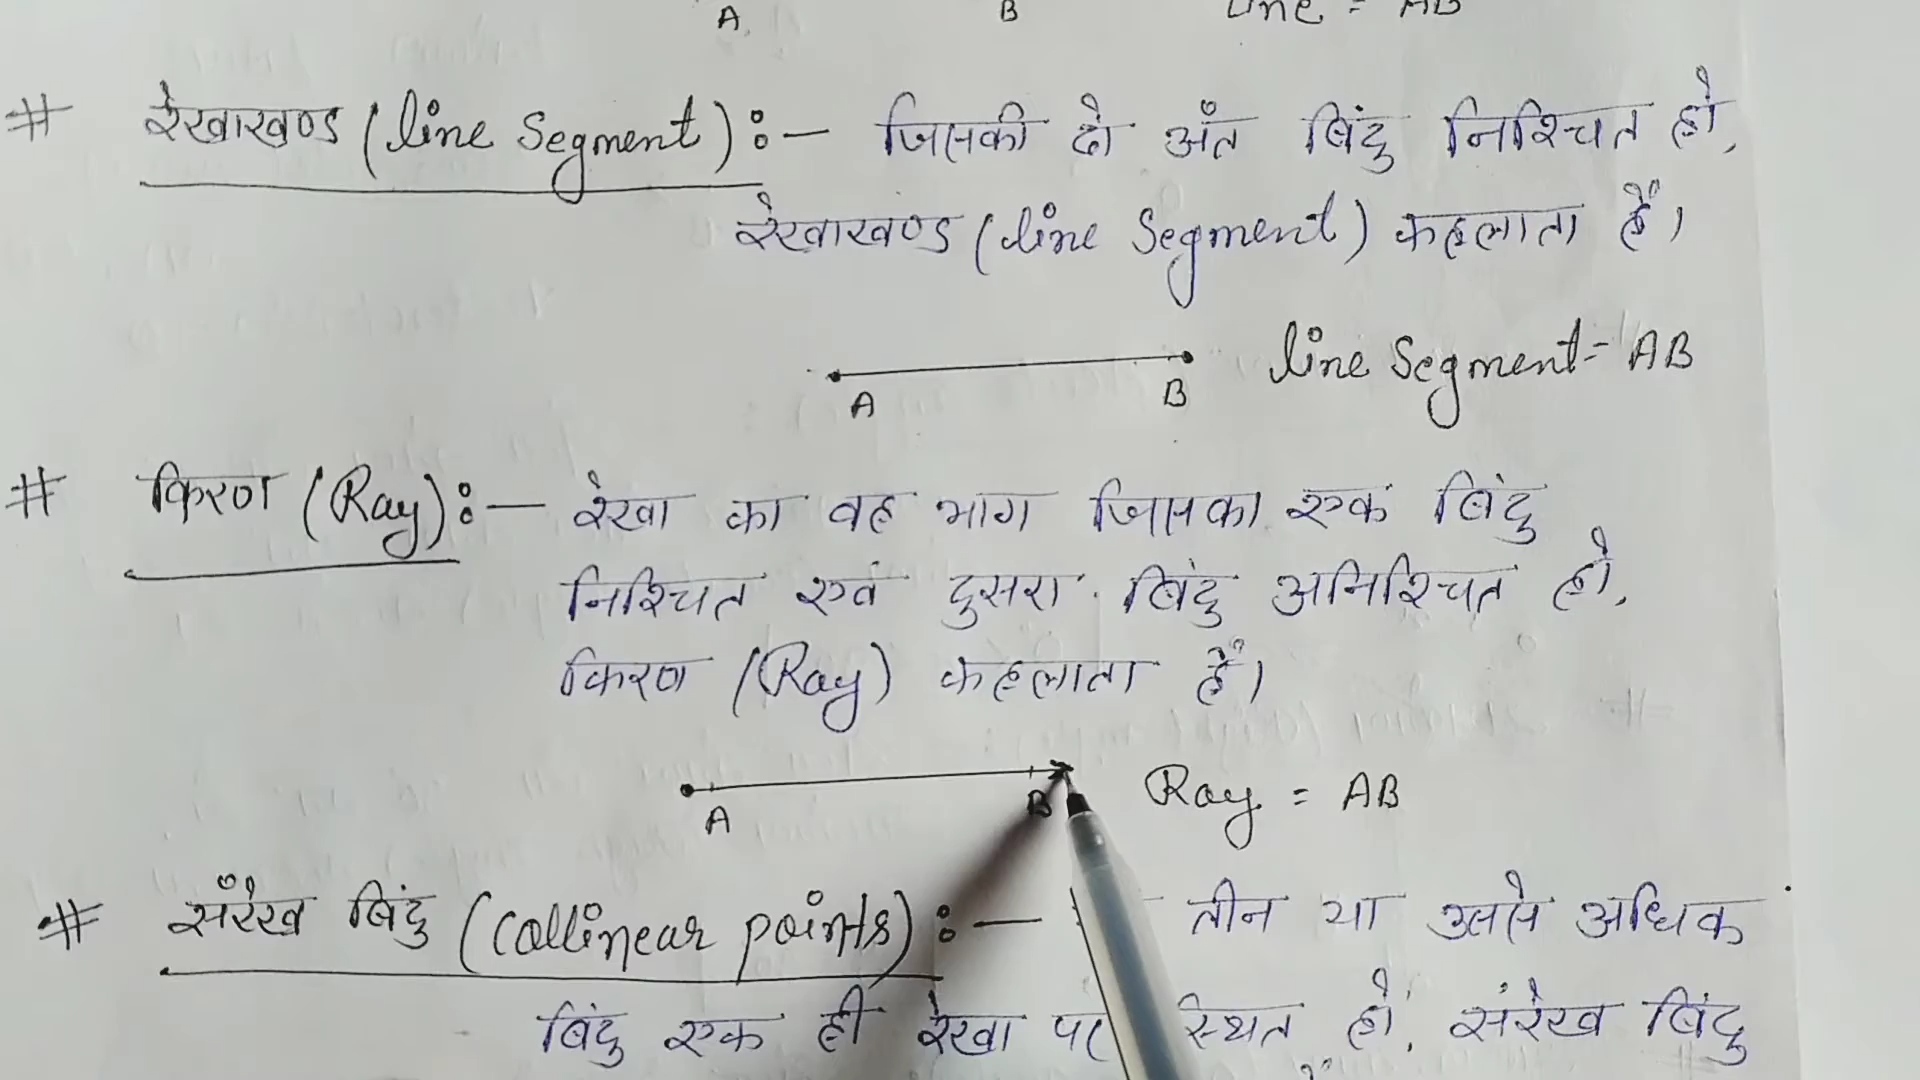 A B Line = AB
# रेखाखण्ड (line segment) :- जिसकी दो अंत बिंदु निश्चित हो,
रेखाखण्ड (line segment) कहलाता हैं।
A B line segment = AB
# किरण (Ray) :- रेखा का वह भाग जिसका एक बिंदु
निश्चित एवं दुसरा बिंदु अनिश्चित हो,
किरण (Ray) कहलाता हैं।
A B Ray = AB
# संरेख बिंदु (collinear points) :- तीन या उससे अधिक
बिंदु एक ही रेखा पर स्थित हो, संरेख बिंदु